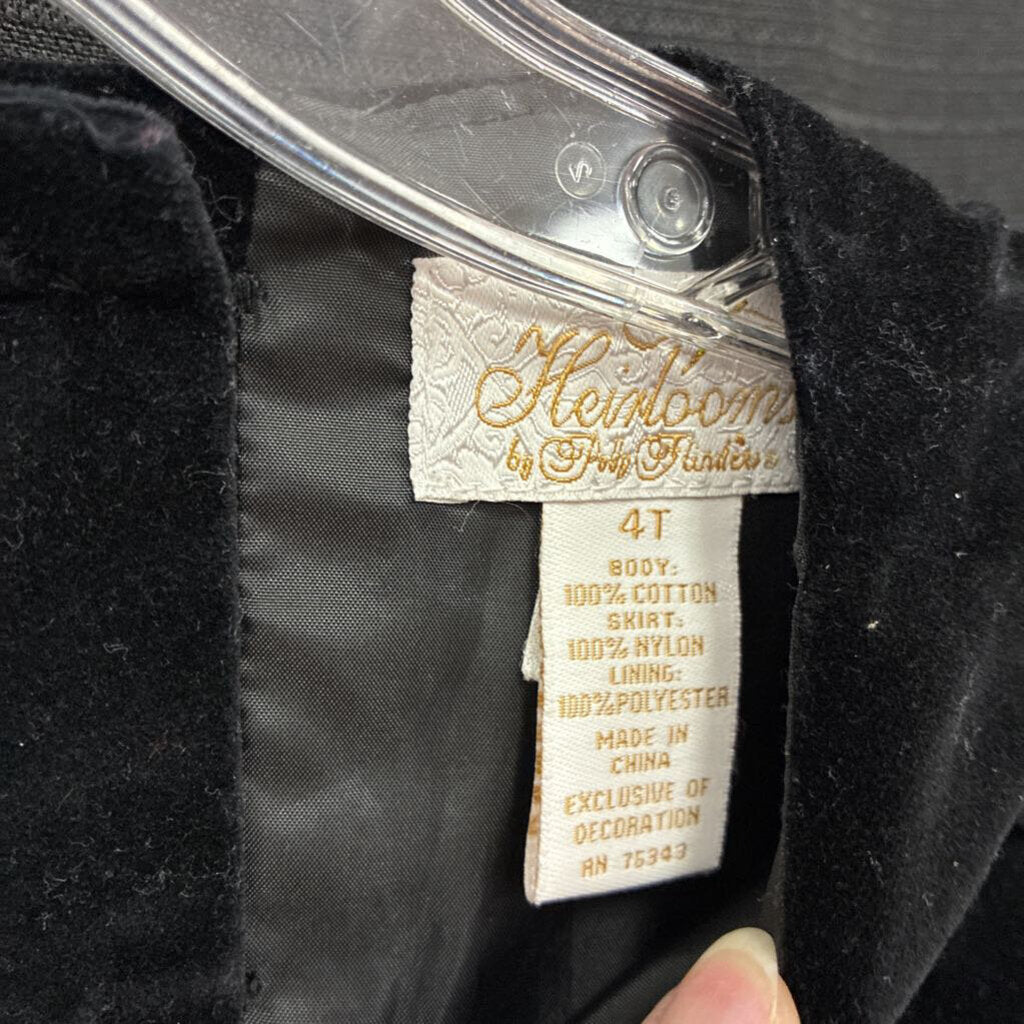 S
G
Heirlooms
by Polly Flinders
4T
BODY:
100% COTTON
SKIRT:
100% NYLON
LINING:
100%POLYESTER
MADE IN
CHINA
EXCLUSIVE OF
DECORATION
RN 75343